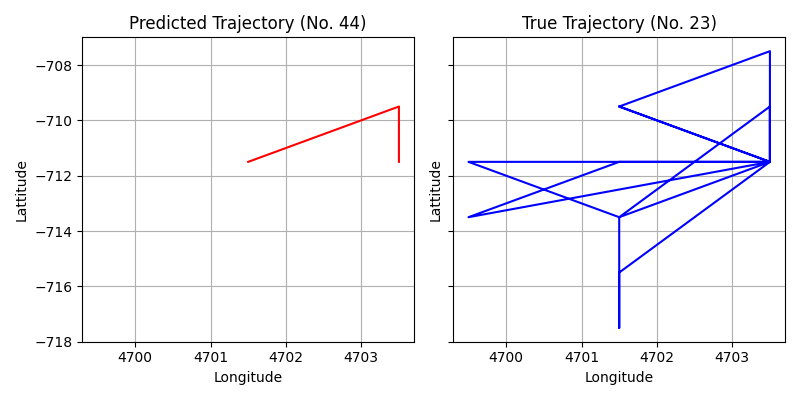 Predicted Trajectory (No. 44)
−708
−710
−712
−714
−716
−718
Lattitude
4700 4701 4702 4703
Longitude
True Trajectory (No. 23)
Lattitude
4700 4701 4702 4703
Longitude